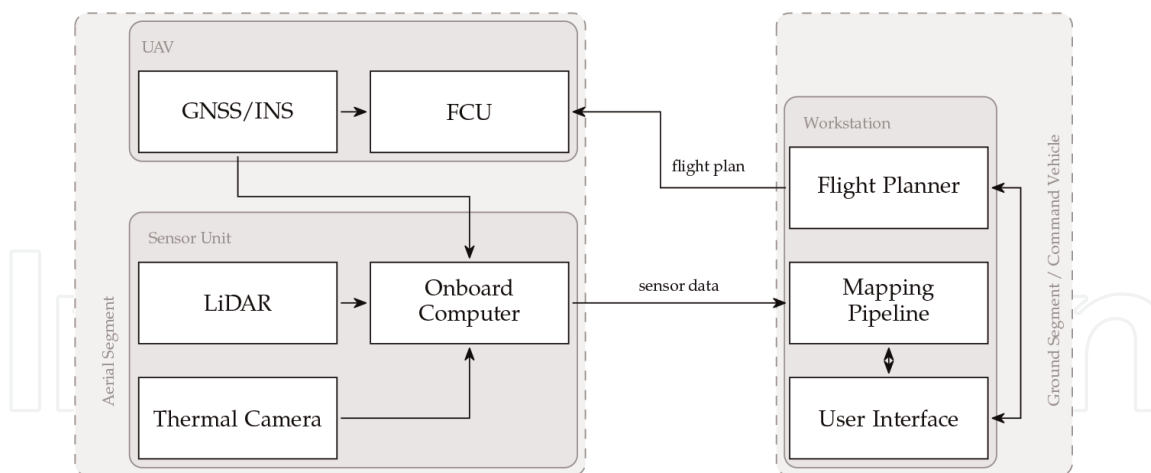 UAV
GNSS/INS
FCU
flight plan
Workstation
Flight Planner
Sensor Unit
LiDAR
Onboard
Computer
sensor data
Mapping
Pipeline
Thermal Camera
User Interface
Aerial Segment
Ground Segment / Command Vehicle